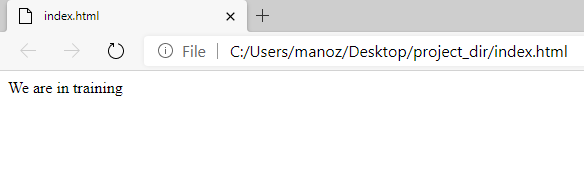 index.html
File C:/Users/manoz/Desktop/project_dir/index.html
We are in training